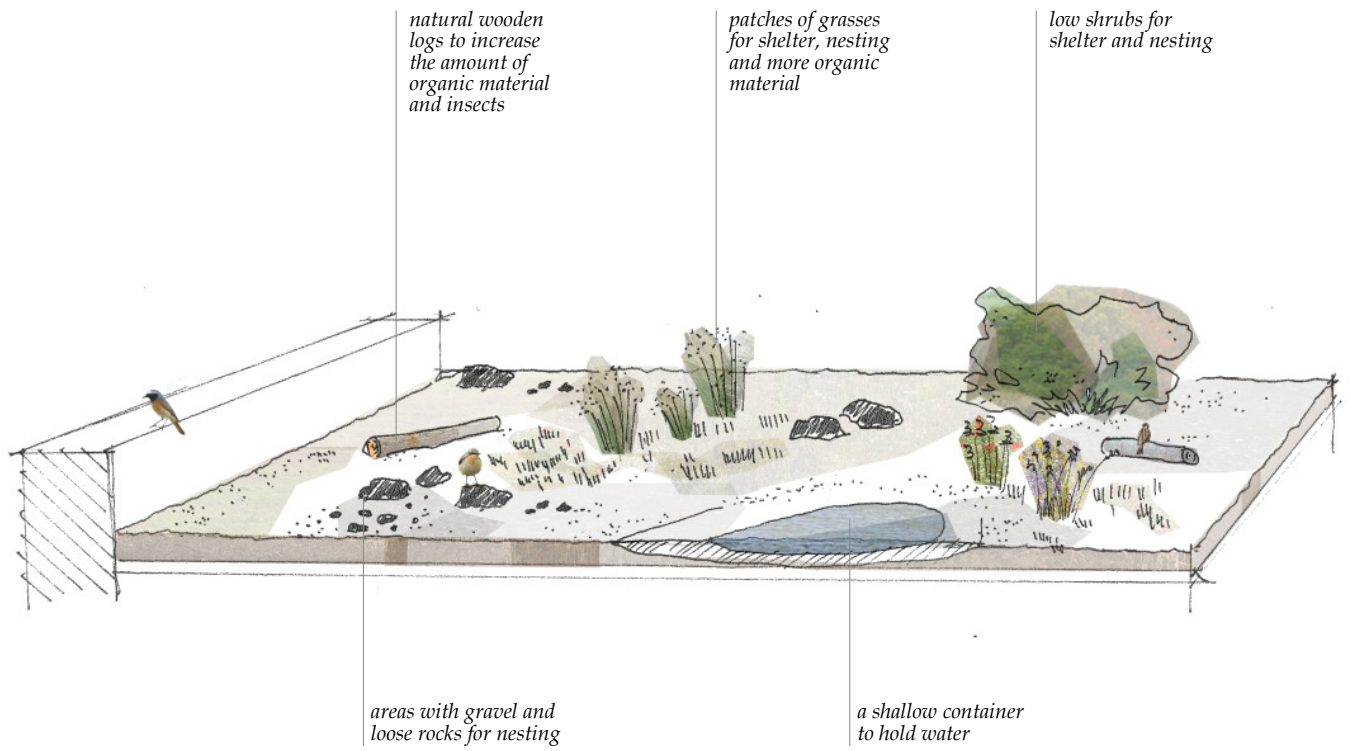 natural wooden
logs to increase
the amount of
organic material
and insects
patches of grasses
for shelter, nesting
and more organic
material
low shrubs for
shelter and nesting
areas with gravel and
loose rocks for nesting
a shallow container
to hold water